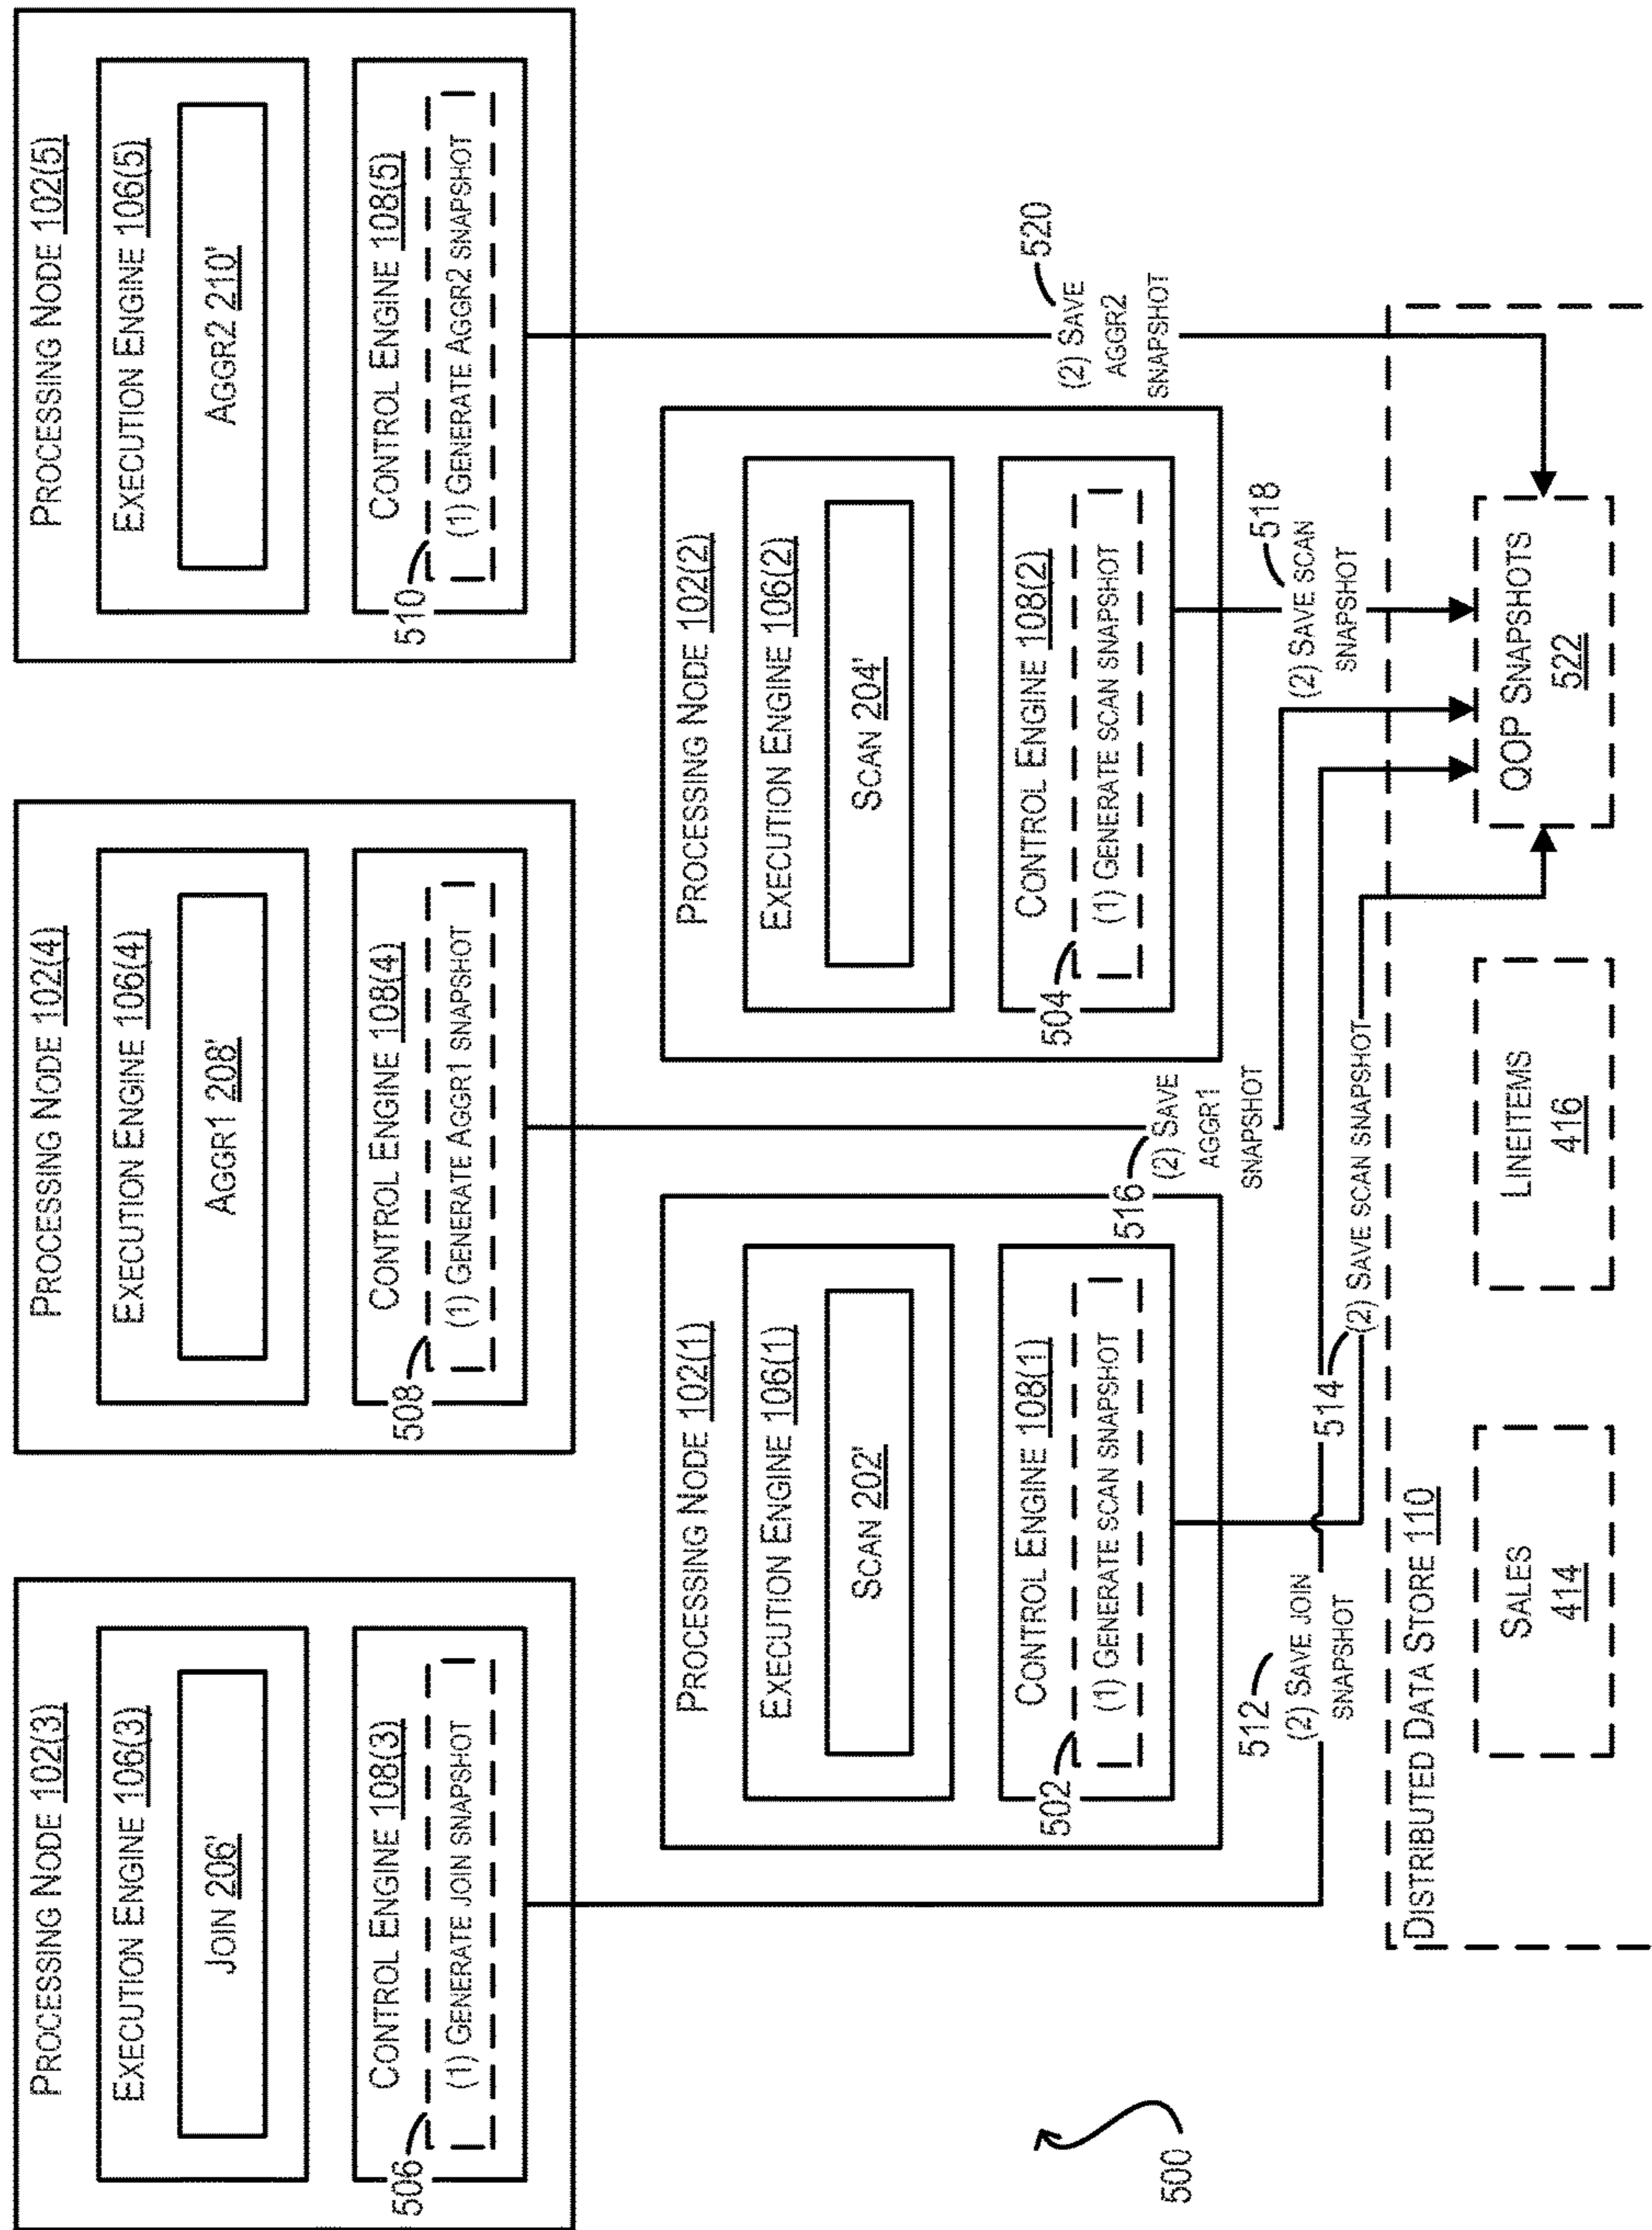 PROCESSING NODE 102(3)
EXECUTION ENGINE 106(3)
JOIN 206'
CONTROL ENGINE 108(3)
506
(1) GENERATE JOIN SNAPSHOT
PROCESSING NODE 102(4)
EXECUTION ENGINE 106(4)
AGGR1 208'
CONTROL ENGINE 108(4)
508
(1) GENERATE AGGR1 SNAPSHOT
PROCESSING NODE 102(5)
EXECUTION ENGINE 106(5)
AGGR2 210'
CONTROL ENGINE 108(5)
510
(1) GENERATE AGGR2 SNAPSHOT
PROCESSING NODE 102(1)
EXECUTION ENGINE 106(1)
SCAN 202'
CONTROL ENGINE 108(1)
502
(1) GENERATE SCAN SNAPSHOT
PROCESSING NODE 102(2)
EXECUTION ENGINE 106(2)
SCAN 204'
CONTROL ENGINE 108(2)
504
(1) GENERATE SCAN SNAPSHOT
500
512
(2) SAVE JOIN
SNAPSHOT
514
(2) SAVE SCAN SNAPSHOT
516
(2) SAVE
AGGR1
SNAPSHOT
518
(2) SAVE SCAN
SNAPSHOT
520
(2) SAVE
AGGR2
SNAPSHOT
DISTRIBUTED DATA STORE 110
SALES
414
LINEITEMS
416
QOP SNAPSHOTS
522